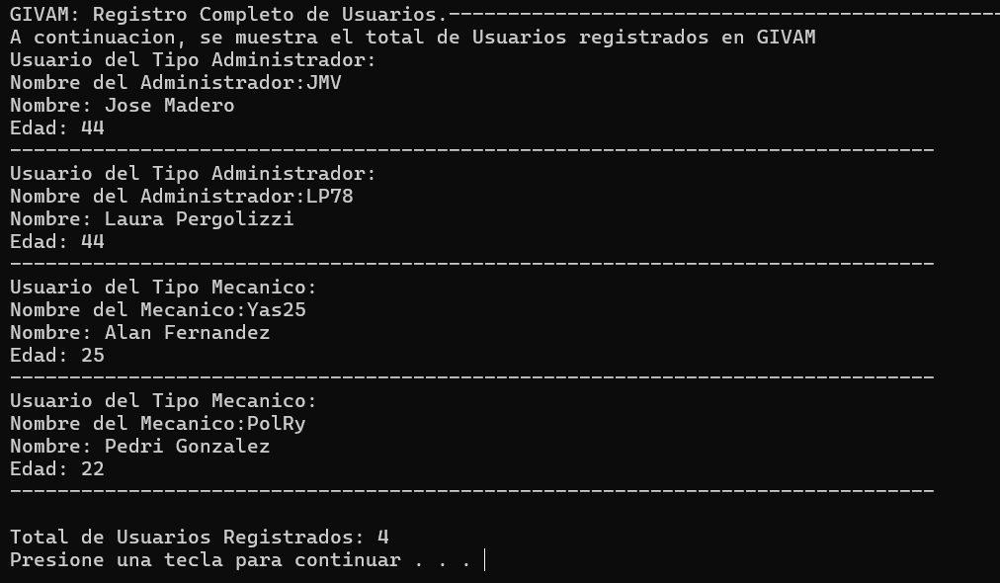 GIVAM: Registro Completo de Usuarios.-----------------------------------------------
A continuacion, se muestra el total de Usuarios registrados en GIVAM
Usuario del Tipo Administrador:
Nombre del Administrador:JMV
Nombre: Jose Madero
Edad: 44
------------------------------------------------------------------------------
Usuario del Tipo Administrador:
Nombre del Administrador:LP78
Nombre: Laura Pergolizzi
Edad: 44
------------------------------------------------------------------------------
Usuario del Tipo Mecanico:
Nombre del Mecanico:Yas25
Nombre: Alan Fernandez
Edad: 25
------------------------------------------------------------------------------
Usuario del Tipo Mecanico:
Nombre del Mecanico:PolRy
Nombre: Pedri Gonzalez
Edad: 22
------------------------------------------------------------------------------
Total de Usuarios Registrados: 4
Presione una tecla para continuar . . .